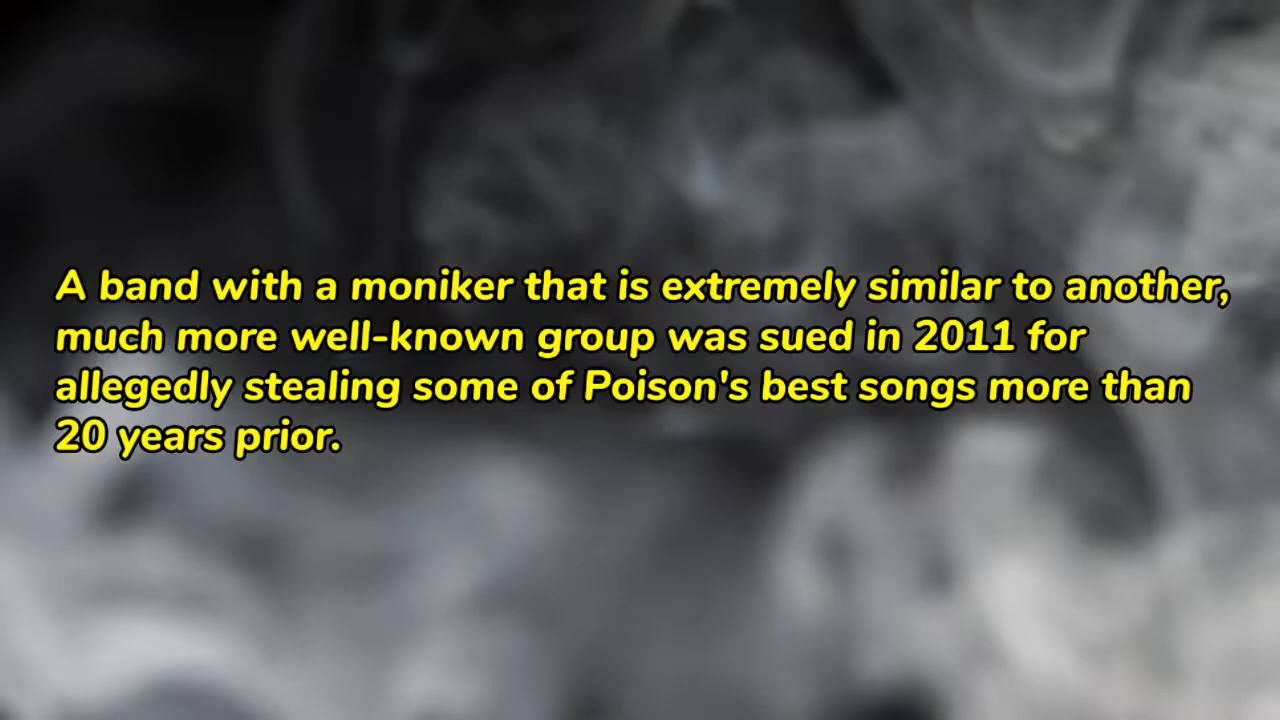 A band with a moniker that is extremely similar to another,
much more well-known group was sued in 2011 for
allegedly stealing some of Poison's best songs more than
20 years prior.